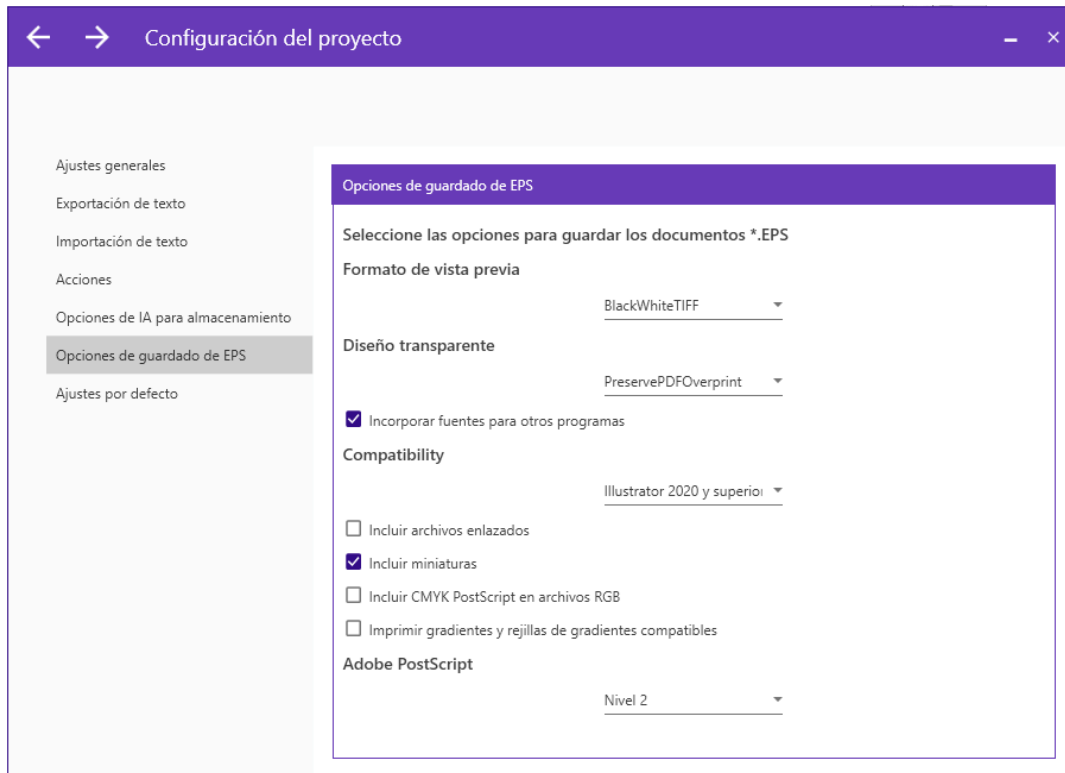 Configuración del proyecto
Ajustes generales
Exportación de texto
Importación de texto
Acciones
Opciones de IA para almacenamiento
Opciones de guardado de EPS
Ajustes por defecto
Opciones de guardado de EPS
Seleccione las opciones para guardar los documentos *.EPS
Formato de vista previa
BlackWhiteTIFF
Diseño transparente
PreservePDFOverprint
Incorporar fuentes para otros programas
Compatibility
Illustrator 2020 y superior
Incluir archivos enlazados
Incluir miniaturas
Incluir CMYK PostScript en archivos RGB
Imprimir gradientes y rejillas de gradientes compatibles
Adobe PostScript
Nivel 2